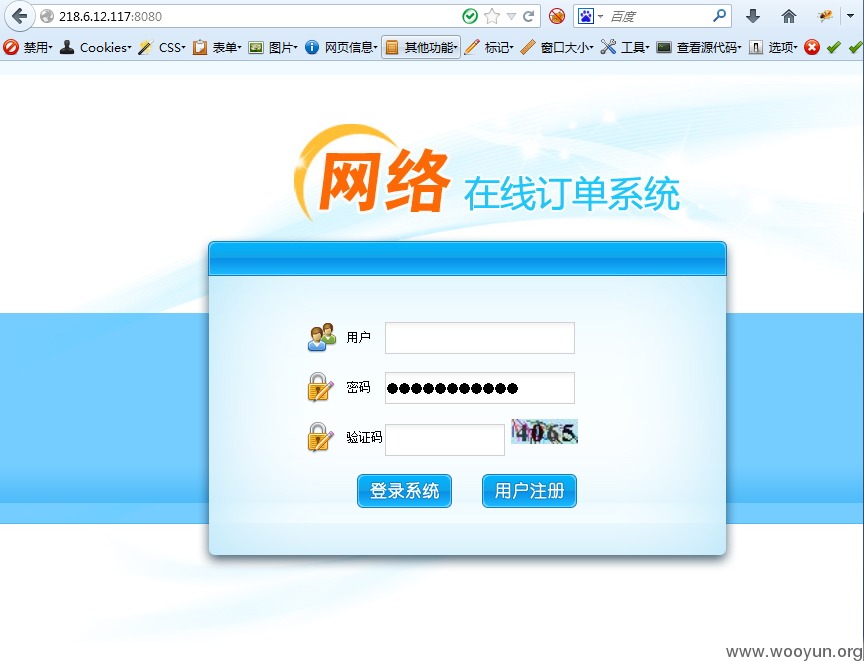 218.6.12.117:8080
百度
禁用 Cookies CSS 表单 图片 网页信息 其他功能 标记 窗口大小 工具 查看源代码 选项
网络 在线订单系统
用户
密码 ●●●●●●●●●●●
验证码 4065
登录系统 用户注册
www.wooyun.org